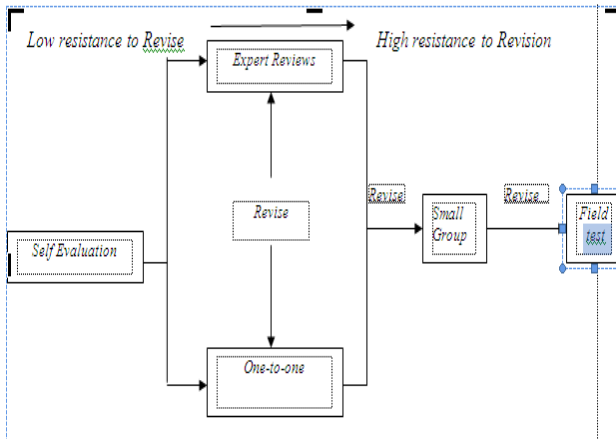 Low resistance to Revise
High resistance to Revision
Expert Reviews
Revise
Revise
Revise
Small
Group
Field
test
Self Evaluation
One-to-one